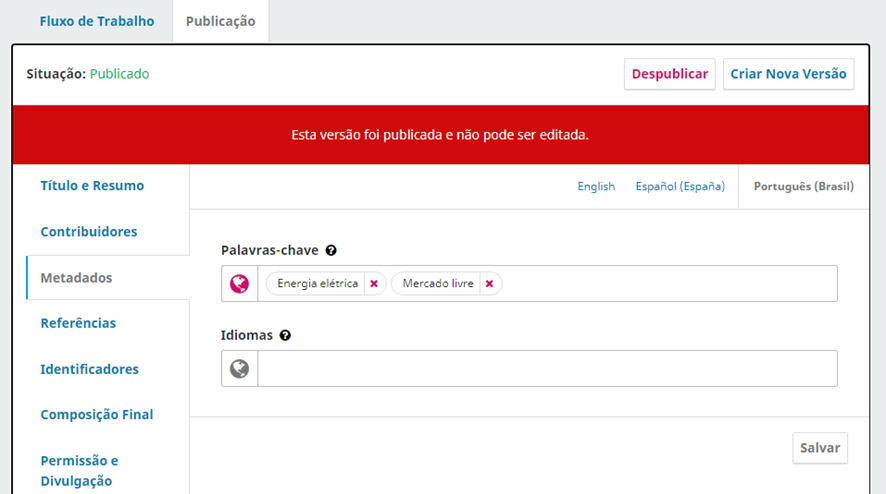 Fluxo de Trabalho
Publicação
Situação: Publicado
Despublicar
Criar Nova Versão
Esta versão foi publicada e não pode ser editada.
Título e Resumo
Contribuidores
Metadados
Referências
Identificadores
Composição Final
Permissão e
Divulgação
English
Español (España)
Português (Brasil)
Palavras-chave
Energia elétrica
Mercado livre
Idiomas
Salvar